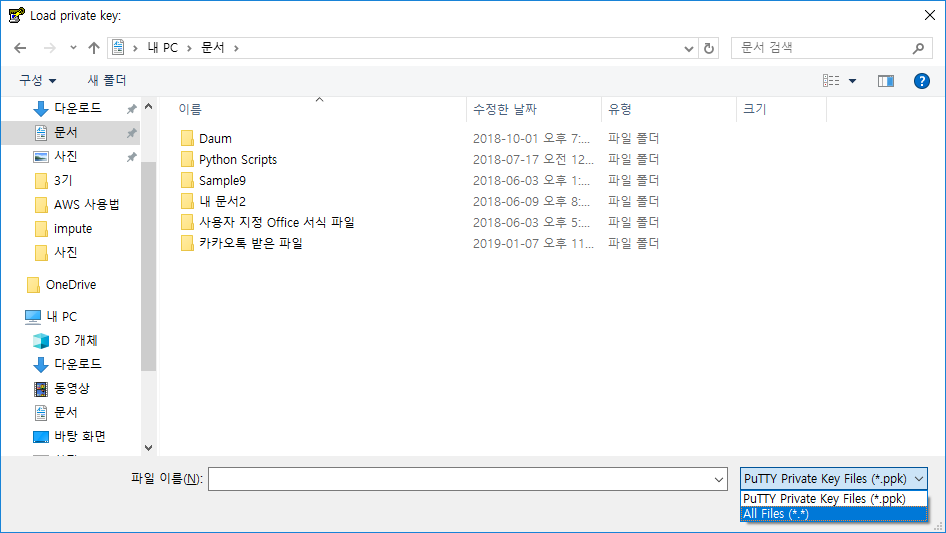 Load private key:
내 PC > 문서 >
문서 검색
구성 새 폴더
다운로드
문서
사진
3기
AWS 사용법
impute
사진
OneDrive
내 PC
3D 개체
다운로드
동영상
문서
바탕 화면
이름 수정한 날짜 유형 크기
Daum 2018-10-01 오후 7:... 파일 폴더
Python Scripts 2018-07-17 오전 12... 파일 폴더
Sample9 2018-06-03 오후 1:... 파일 폴더
내 문서2 2018-06-09 오후 8:... 파일 폴더
사용자 지정 Office 서식 파일 2018-06-03 오후 5:... 파일 폴더
카카오톡 받은 파일 2019-01-07 오후 11... 파일 폴더
파일 이름(N):
PuTTY Private Key Files (*.ppk)
PuTTY Private Key Files (*.ppk)
All Files (*.*)